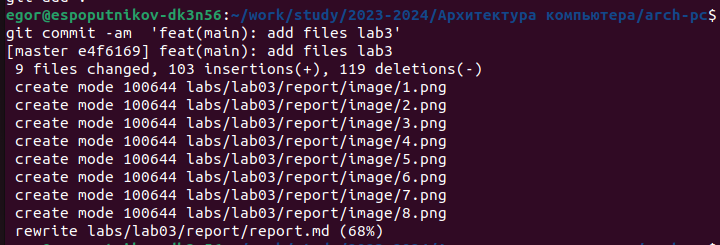 git add .
egor@espoputnikov-dk3n56:~/work/study/2023-2024/Архитектура компьютера/arch-pc$
git commit -am  'feat(main): add files lab3'
[master e4f6169] feat(main): add files lab3
 9 files changed, 103 insertions(+), 119 deletions(-)
 create mode 100644 labs/lab03/report/image/1.png
 create mode 100644 labs/lab03/report/image/2.png
 create mode 100644 labs/lab03/report/image/3.png
 create mode 100644 labs/lab03/report/image/4.png
 create mode 100644 labs/lab03/report/image/5.png
 create mode 100644 labs/lab03/report/image/6.png
 create mode 100644 labs/lab03/report/image/7.png
 create mode 100644 labs/lab03/report/image/8.png
 rewrite labs/lab03/report/report.md (68%)